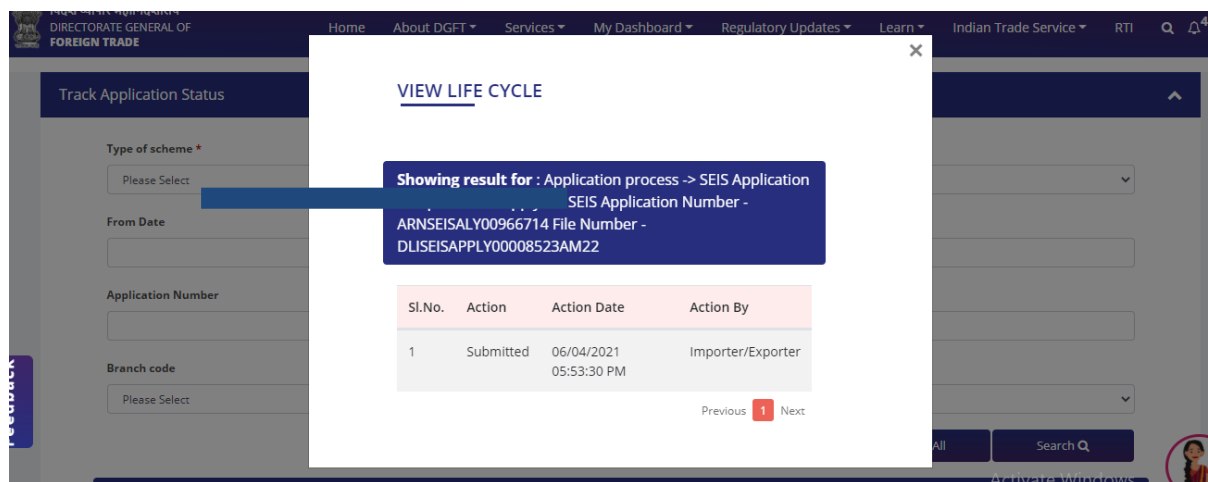 DIRECTORATE GENERAL OF
FOREIGN TRADE
Home About DGFT Services My Dashboard Regulatory Updates Learn Indian Trade Service RTI 4
×
Track Application Status
VIEW LIFE CYCLE
Type of scheme *
Please Select
Showing result for : Application process -> SEIS Application
SEIS Application Number -
ARNSEISALY00966714 File Number -
DLISEISAPPLY00008523AM22
From Date
Application Number
Sl.No. Action Action Date Action By
1 Submitted 06/04/2021 Importer/Exporter
05:53:30 PM
Branch code
Please Select
Previous 1 Next
All Search
Feedback
Activate Windows